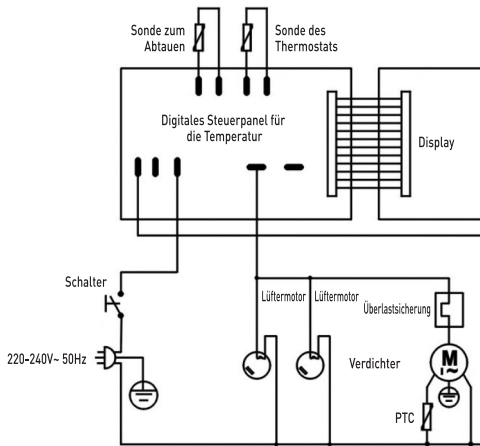 Sonde zum
Abtauen
Sonde des
Thermostats
Digitales Steuerpanel für
die Temperatur
Display
Schalter
Lüftermotor
Lüftermotor
Überlastsicherung
220-240V~ 50Hz
Verdichter
M
1~
PTC